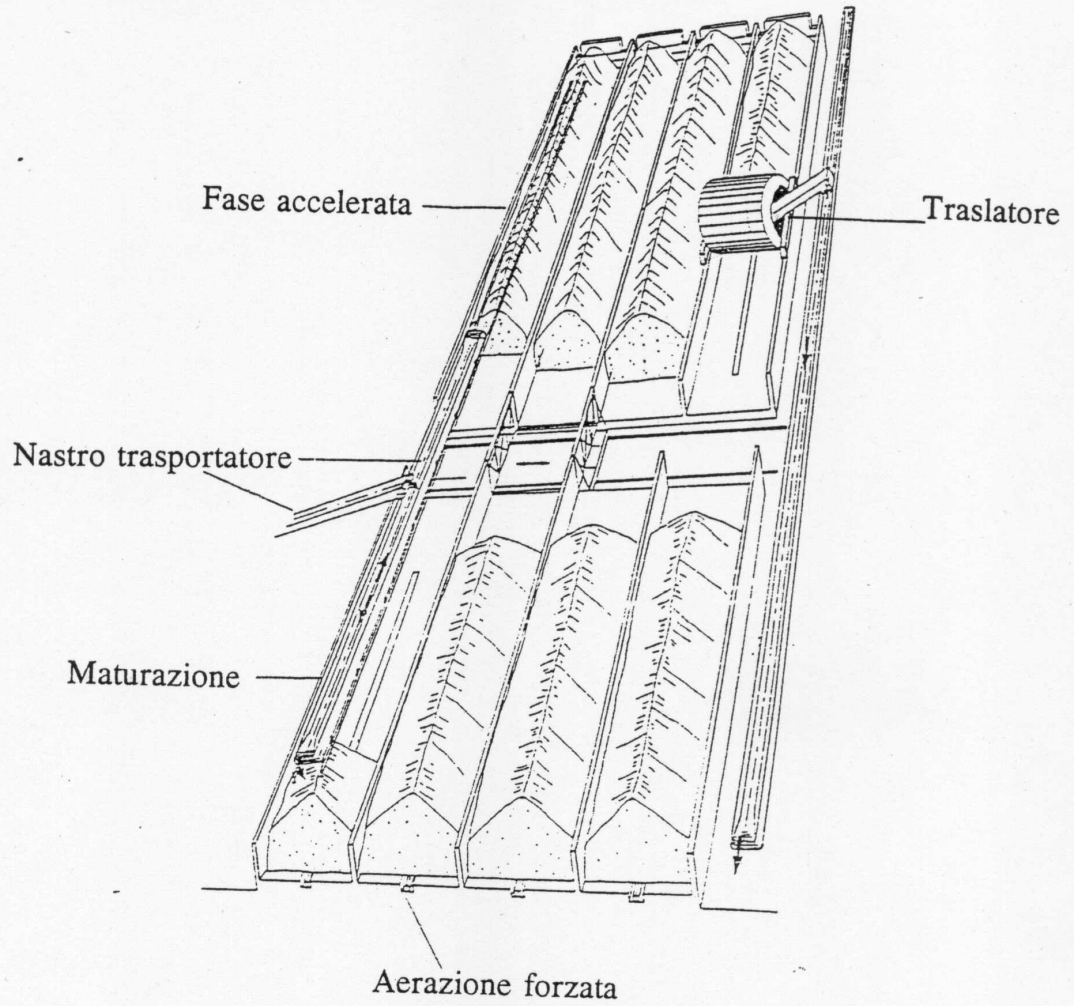 Fase accelerata
Traslatore
Nastro trasportatore
Maturazione
Aerazione forzata